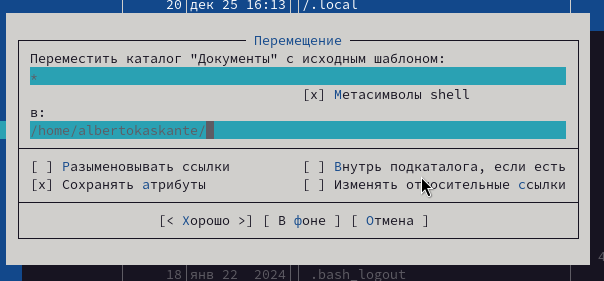 20│дек 25 16:13││/.local
Перемещение
Переместить каталог "Документы" с исходным шаблоном:
*
[x] Метасимволы shell
в:
/home/albertokaskante/
[ ] Разыменовывать ссылки [ ] Внутрь подкаталога, если есть
[x] Сохранять атрибуты [ ] Изменять относительные ссылки
[< Хорошо >] [ В фоне ] [ Отмена ]
18│янв 22 2024││ .bash_logout
4